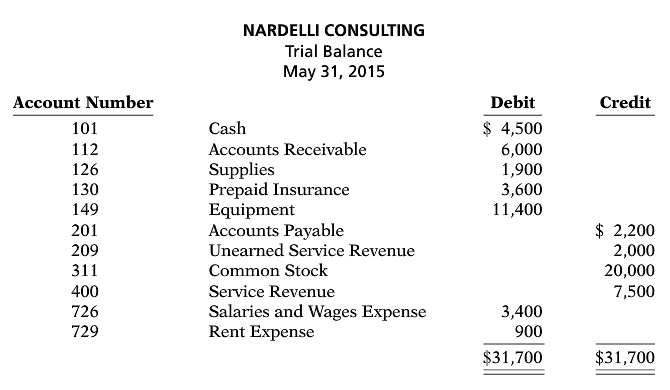 NARDELLI CONSULTING
Trial Balance
May 31, 2015
Account Number Debit Credit
101 Cash $ 4,500
112 Accounts Receivable 6,000
126 Supplies 1,900
130 Prepaid Insurance 3,600
149 Equipment 11,400
201 Accounts Payable $ 2,200
209 Unearned Service Revenue 2,000
311 Common Stock 20,000
400 Service Revenue 7,500
726 Salaries and Wages Expense 3,400
729 Rent Expense 900
$31,700 $31,700